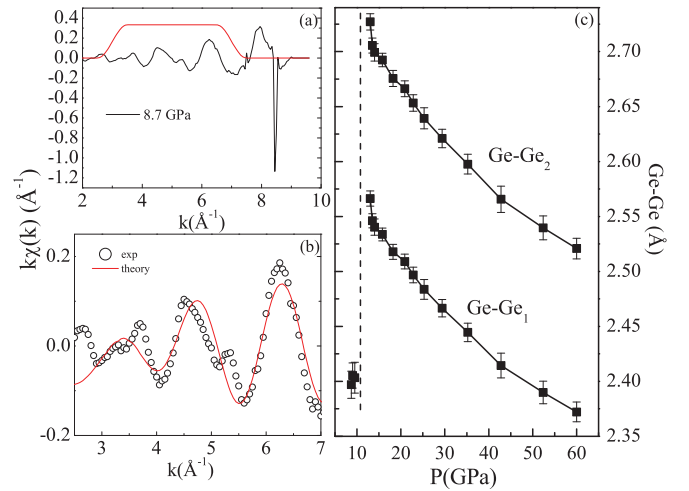 (a)
0.4
0.2
0.0
-0.2
-0.4
-0.6
-0.8
-1.0
-1.2
8.7 GPa
2 4 6 8 10
k(Å⁻¹)
kχ(k) (Å⁻¹)
(b)
exp
theory
0.2
0.0
-0.2
3 4 5 6 7
k(Å⁻¹)
(c)
Ge-Ge₂
Ge-Ge₁
2.70
2.65
2.60
2.55
2.50
2.45
2.40
2.35
Ge-Ge (Å)
10 20 30 40 50 60
P(GPa)